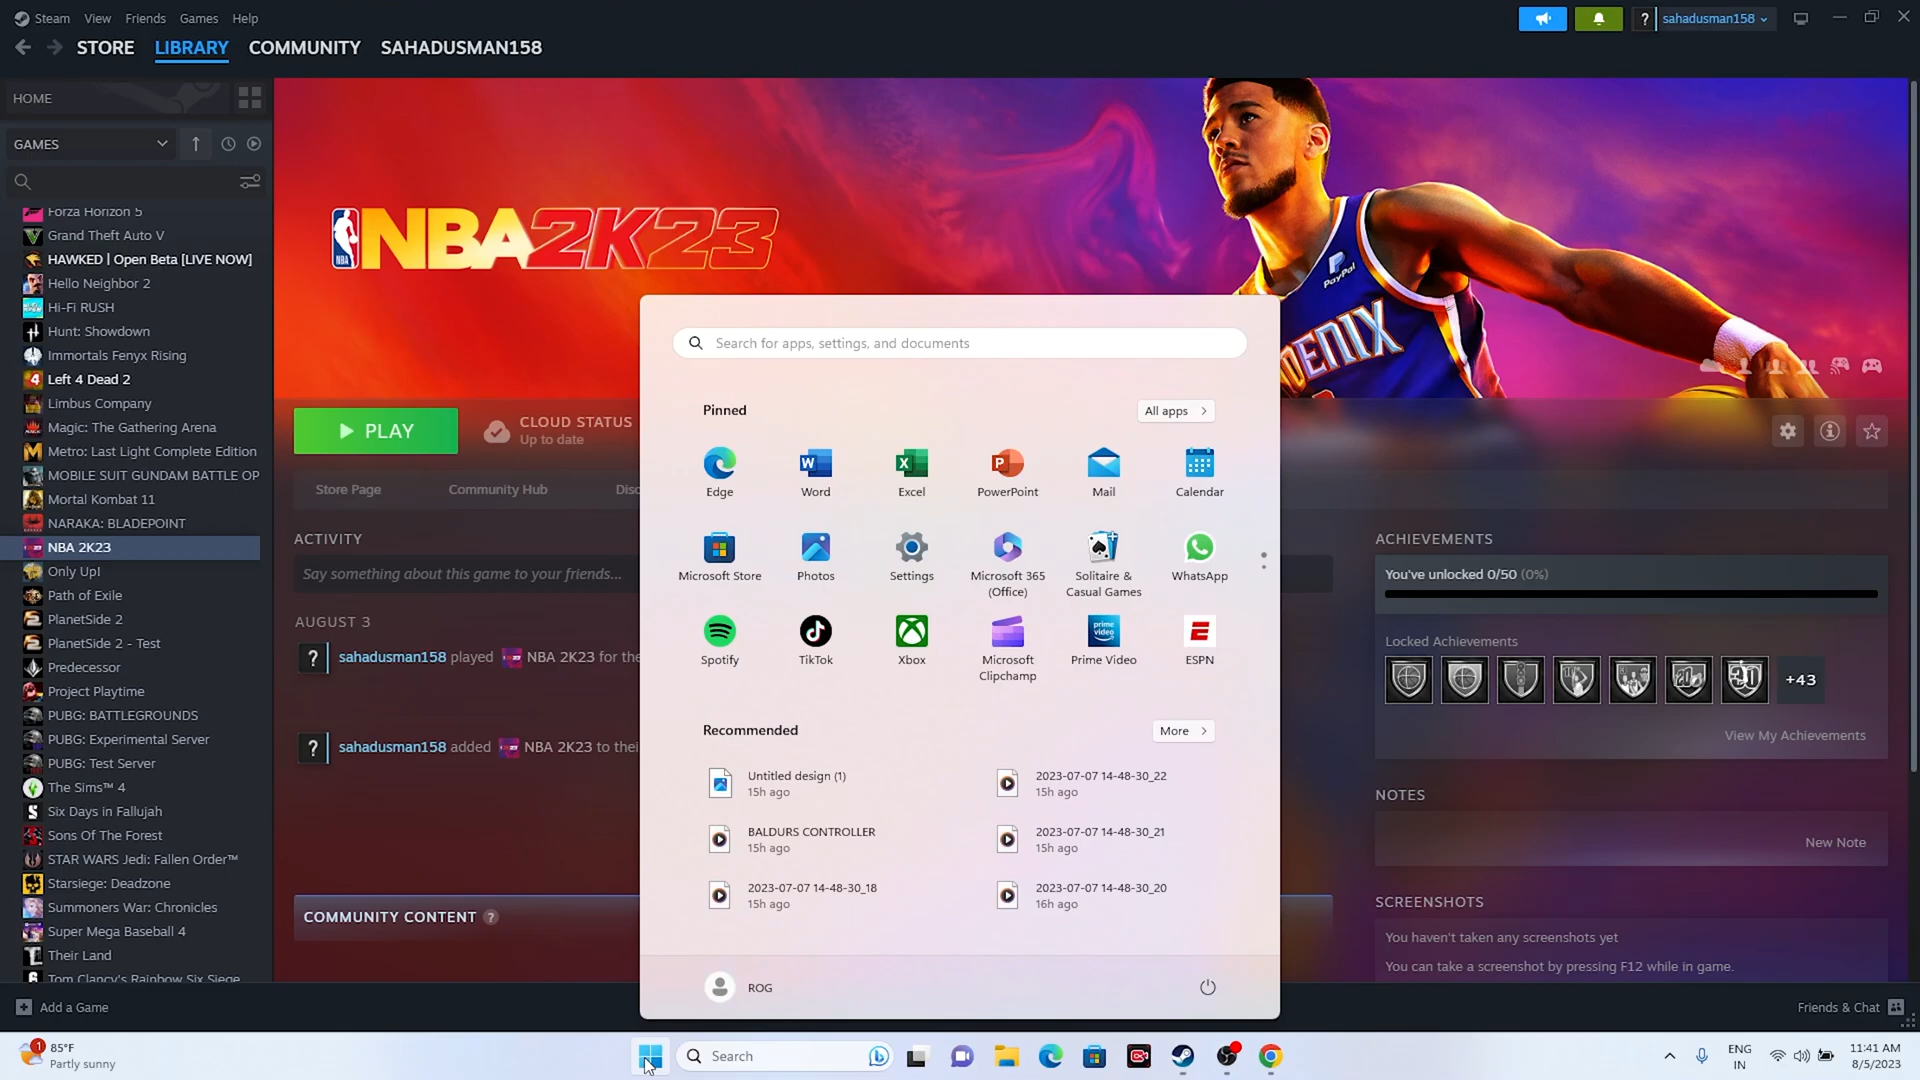 Steam View Friends Games Help
? sahadusman158
STORE LIBRARY COMMUNITY SAHADUSMAN158
HOME
GAMES
Forza Horizon 5
Grand Theft Auto V
HAWKED | Open Beta [LIVE NOW]
Hello Neighbor 2
Hi-Fi RUSH
Hunt: Showdown
Immortals Fenyx Rising
Left 4 Dead 2
Limbus Company
Magic: The Gathering Arena
Metro: Last Light Complete Edition
MOBILE SUIT GUNDAM BATTLE OP
Mortal Kombat 11
NARAKA: BLADEPOINT
NBA 2K23
Only Up!
Path of Exile
PlanetSide 2
PlanetSide 2 - Test
Predecessor
Project Playtime
PUBG: BATTLEGROUNDS
PUBG: Experimental Server
PUBG: Test Server
The Sims™ 4
Six Days in Fallujah
Sons Of The Forest
STAR WARS Jedi: Fallen Order™
Starsiege: Deadzone
Summoners War: Chronicles
Super Mega Baseball 4
Their Land
Tom Clancy's Rainbow Six Siege
Add a Game
NBA 2K23
PayPal
PLAY
CLOUD STATUS
Up to date
Store Page Community Hub Disc
ACTIVITY
Say something about this game to your friends...
AUGUST 3
? sahadusman158 played NBA 2K23 for the
? sahadusman158 added NBA 2K23 to thei
COMMUNITY CONTENT ?
Search for apps, settings, and documents
Pinned
All apps
Edge Word Excel PowerPoint Mail Calendar
Microsoft Store Photos Settings Microsoft 365 (Office) Solitaire & Casual Games WhatsApp
prime video
Spotify TikTok Xbox Microsoft Clipchamp Prime Video ESPN
Recommended
More
Untitled design (1)
15h ago
2023-07-07 14-48-30_22
15h ago
BALDURS CONTROLLER
15h ago
2023-07-07 14-48-30_21
15h ago
2023-07-07 14-48-30_18
15h ago
2023-07-07 14-48-30_20
16h ago
ROG
ACHIEVEMENTS
You've unlocked 0/50 (0%)
Locked Achievements
+43
View My Achievements
NOTES
New Note
SCREENSHOTS
You haven't taken any screenshots yet
You can take a screenshot by pressing F12 while in game.
Friends & Chat
1
85°F
Partly sunny
Search
ENG
IN
11:41 AM
8/5/2023